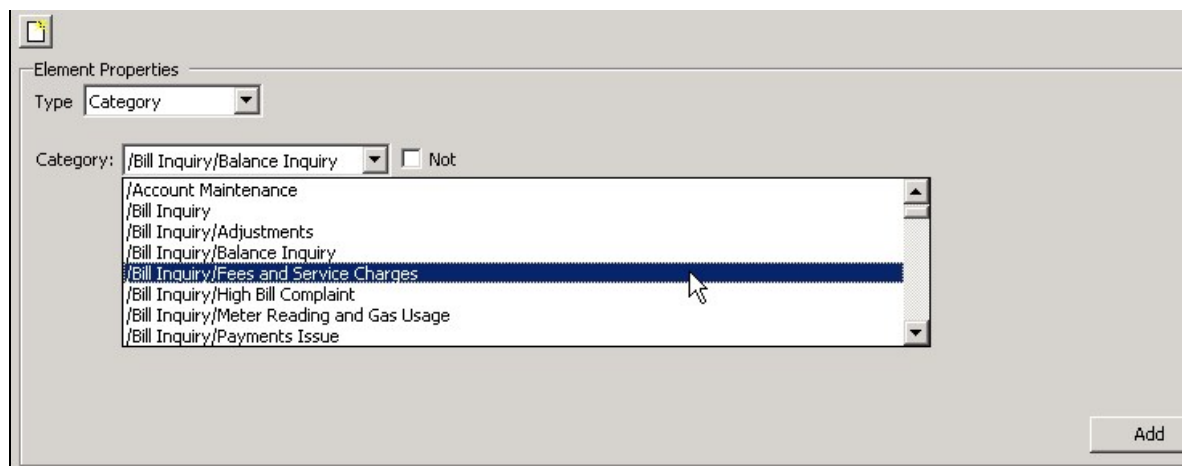 Element Properties
Type Category
Category: /Bill Inquiry/Balance Inquiry Not
/Account Maintenance
/Bill Inquiry
/Bill Inquiry/Adjustments
/Bill Inquiry/Balance Inquiry
/Bill Inquiry/Fees and Service Charges
/Bill Inquiry/High Bill Complaint
/Bill Inquiry/Meter Reading and Gas Usage
/Bill Inquiry/Payments Issue
Add